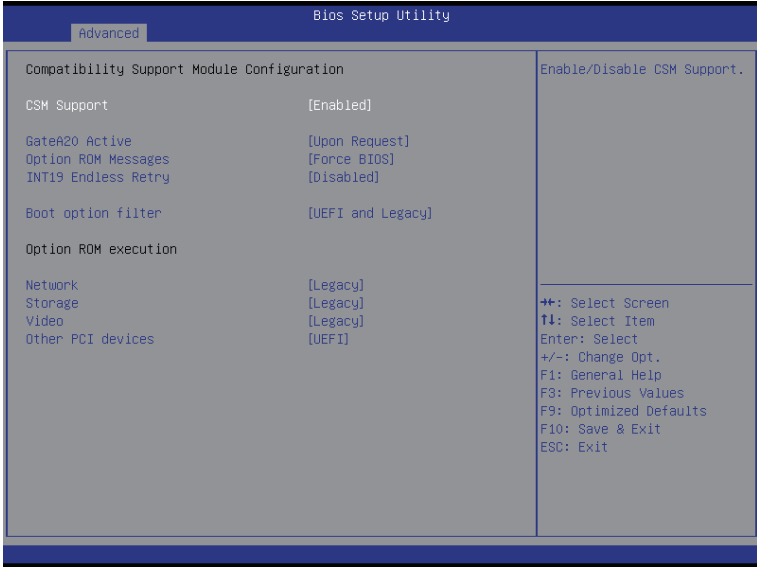 Bios Setup Utility
Advanced
Compatibility Support Module Configuration
CSM Support [Enabled]
GateA20 Active [Upon Request]
Option ROM Messages [Force BIOS]
INT19 Endless Retry [Disabled]
Boot option filter [UEFI and Legacy]
Option ROM execution
Network [Legacy]
Storage [Legacy]
Video [Legacy]
Other PCI devices [UEFI]
Enable/Disable CSM Support.
→←: Select Screen
↑↓: Select Item
Enter: Select
+/-: Change Opt.
F1: General Help
F3: Previous Values
F9: Optimized Defaults
F10: Save & Exit
ESC: Exit